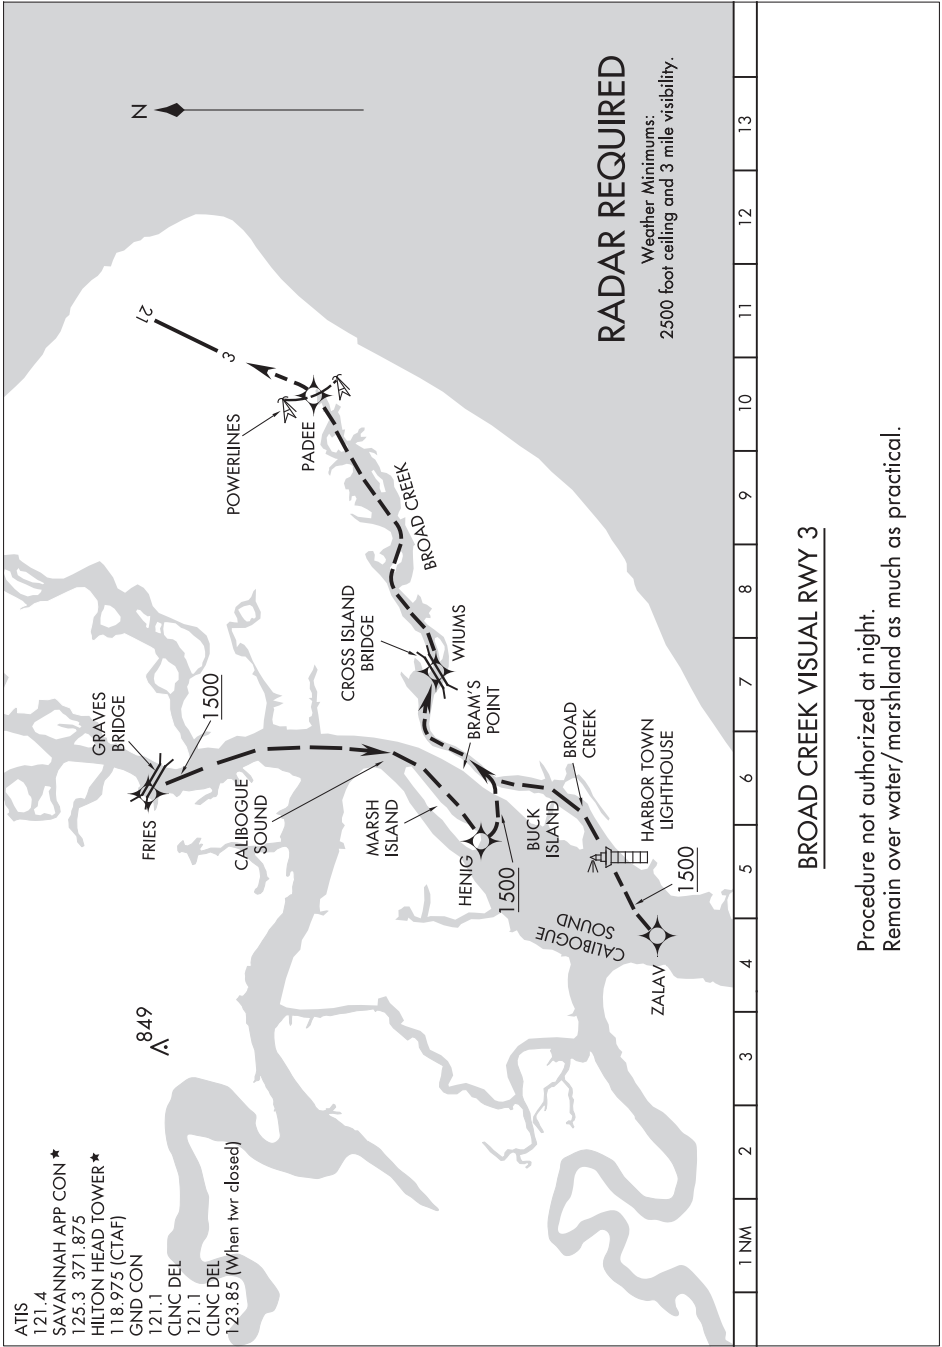 ATIS
121.4
SAVANNAH APP CON★
125.3 371.875
HILTON HEAD TOWER★
118.975 (CTAF)
GND CON
121.1
CLNC DEL
121.1
CLNC DEL
123.85 (When twr closed)
849
N
FRIES
GRAVES
BRIDGE
1500
CALIBOGUE
SOUND
MARSH
ISLAND
HENIG
1500
BUCK
ISLAND
CALIBOGUE
SOUND
ZALAV
1500
HARBOR TOWN
LIGHTHOUSE
BROAD
CREEK
BRAM'S
POINT
WIUMS
CROSS ISLAND
BRIDGE
BROAD CREEK
PADEE
POWERLINES
3
21
RADAR REQUIRED
Weather Minimums:
2500 foot ceiling and 3 mile visibility.
1 NM 2 3 4 5 6 7 8 9 10 11 12 13
BROAD CREEK VISUAL RWY 3
Procedure not authorized at night.
Remain over water/marshland as much as practical.